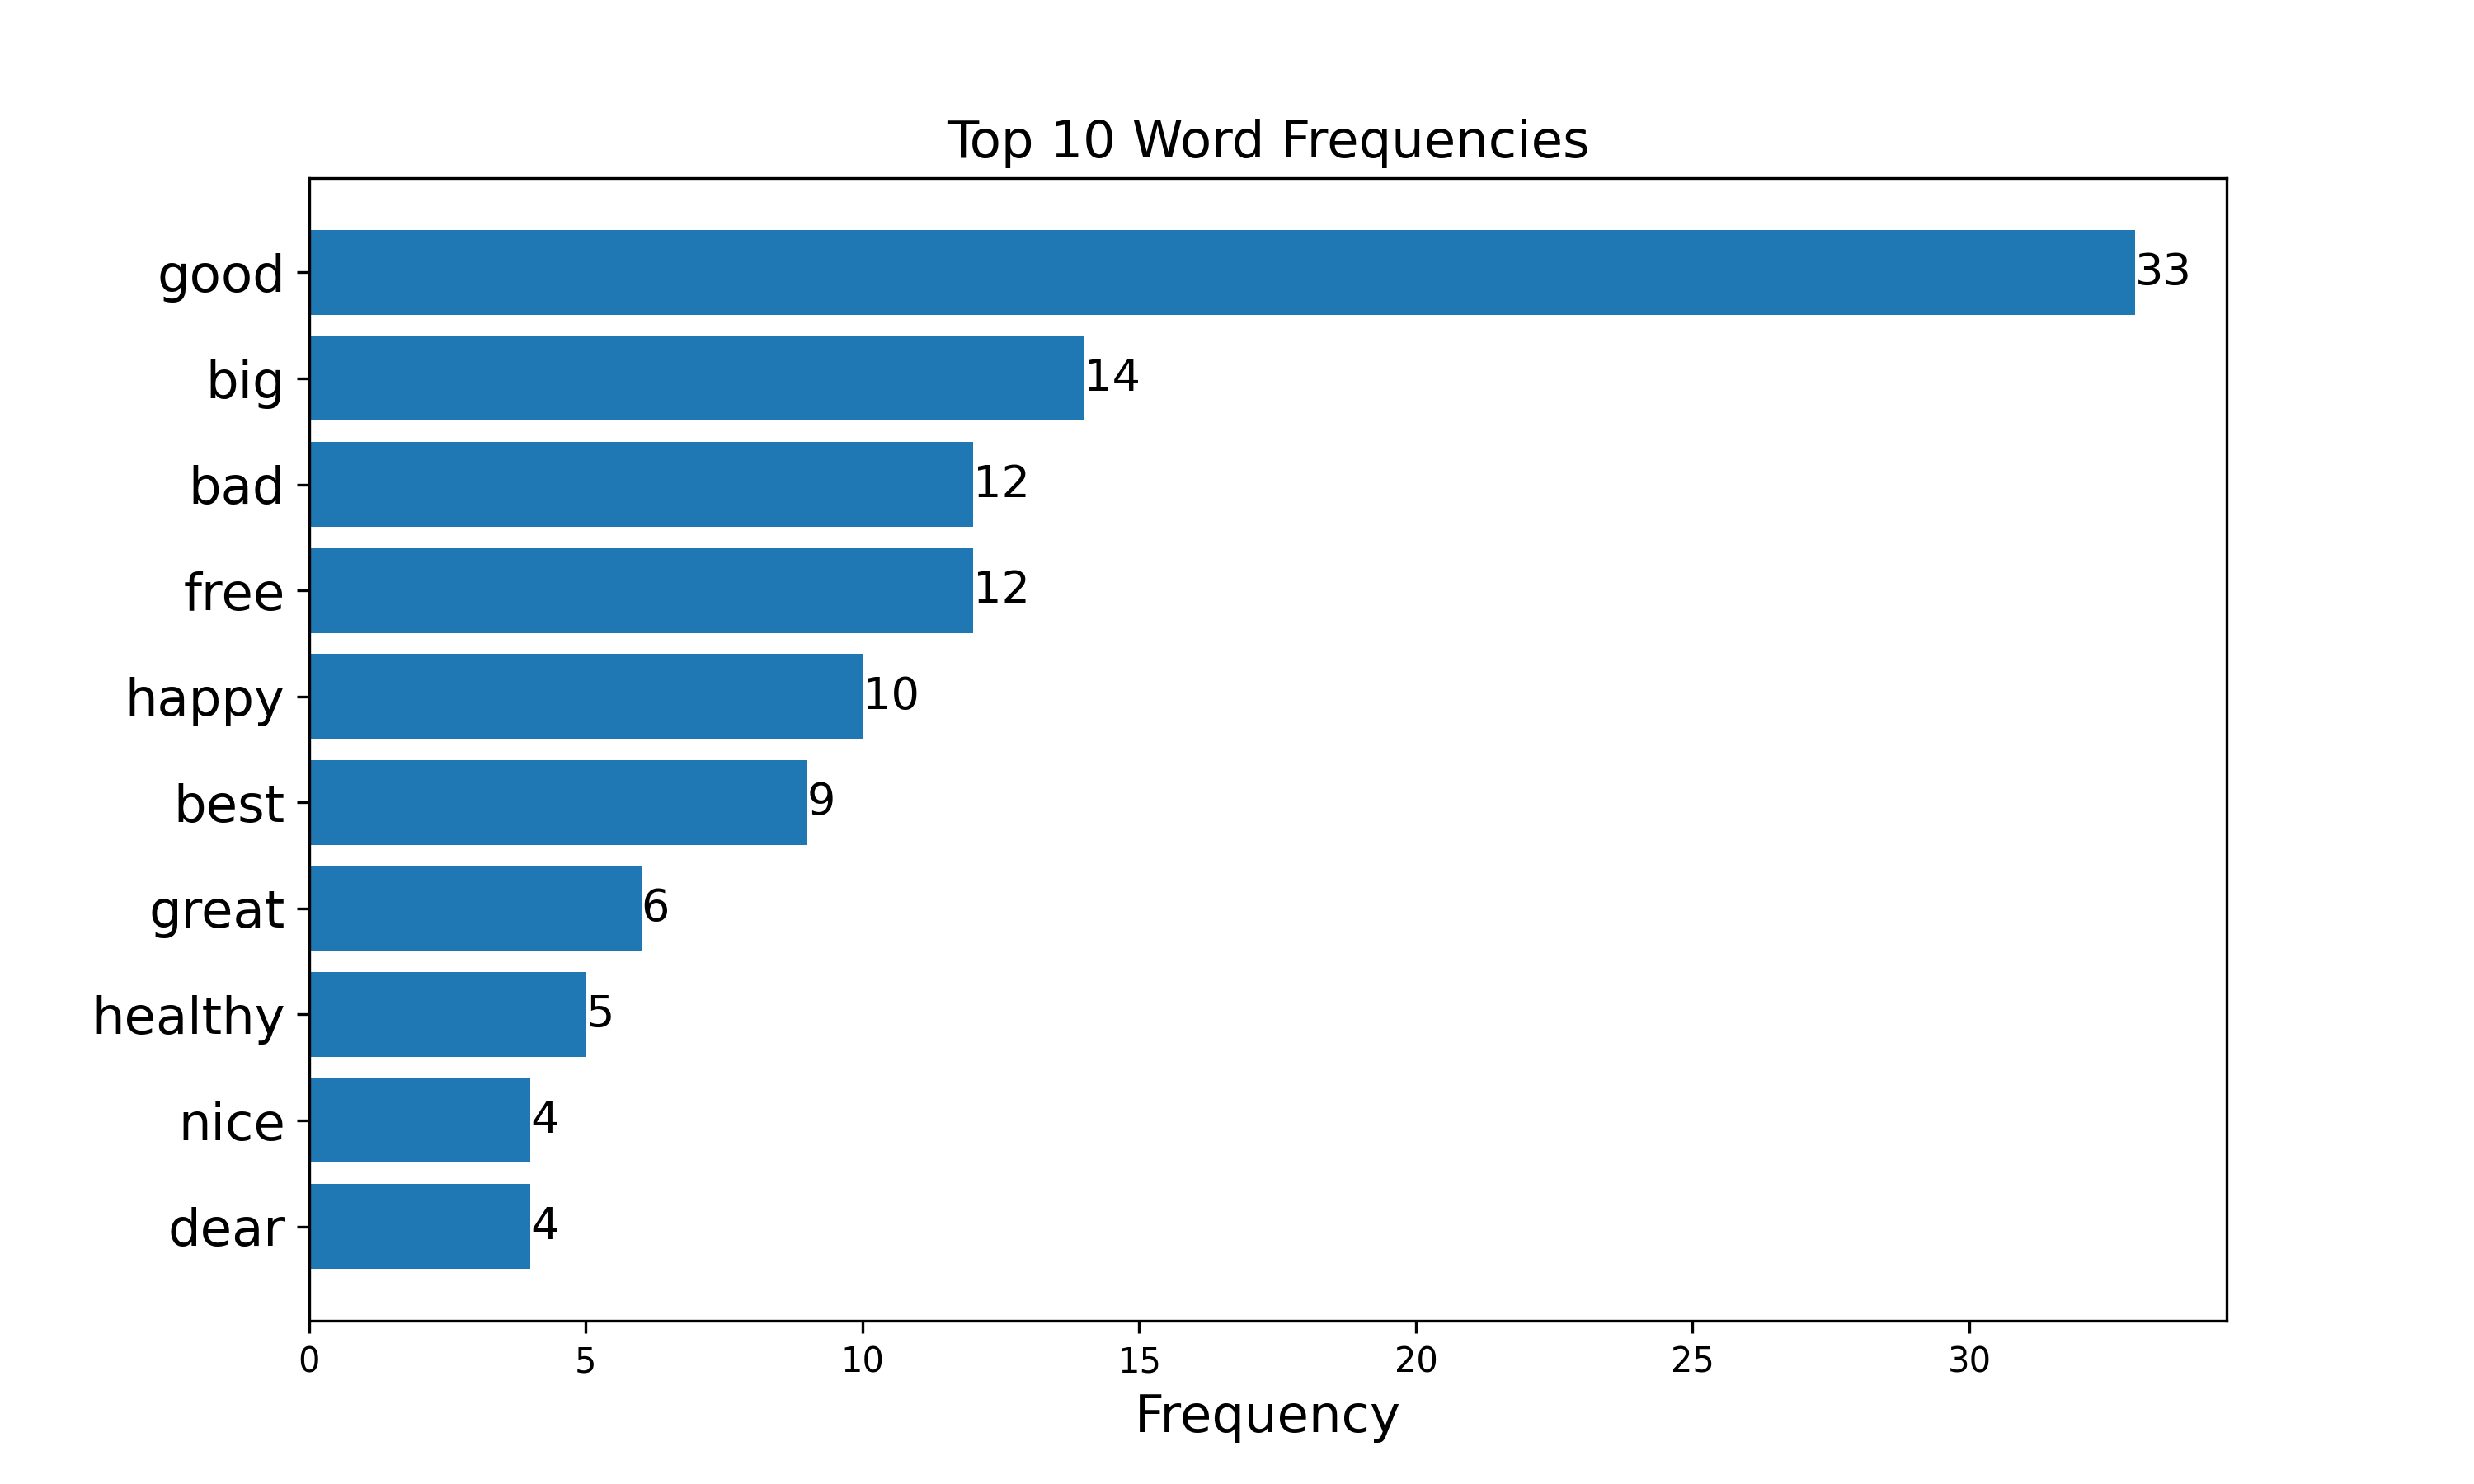 Top 10 Word Frequencies
good 33
big 14
bad 12
free 12
happy 10
best 9
great 6
healthy 5
nice 4
dear 4
0 5 10 15 20 25 30
Frequency